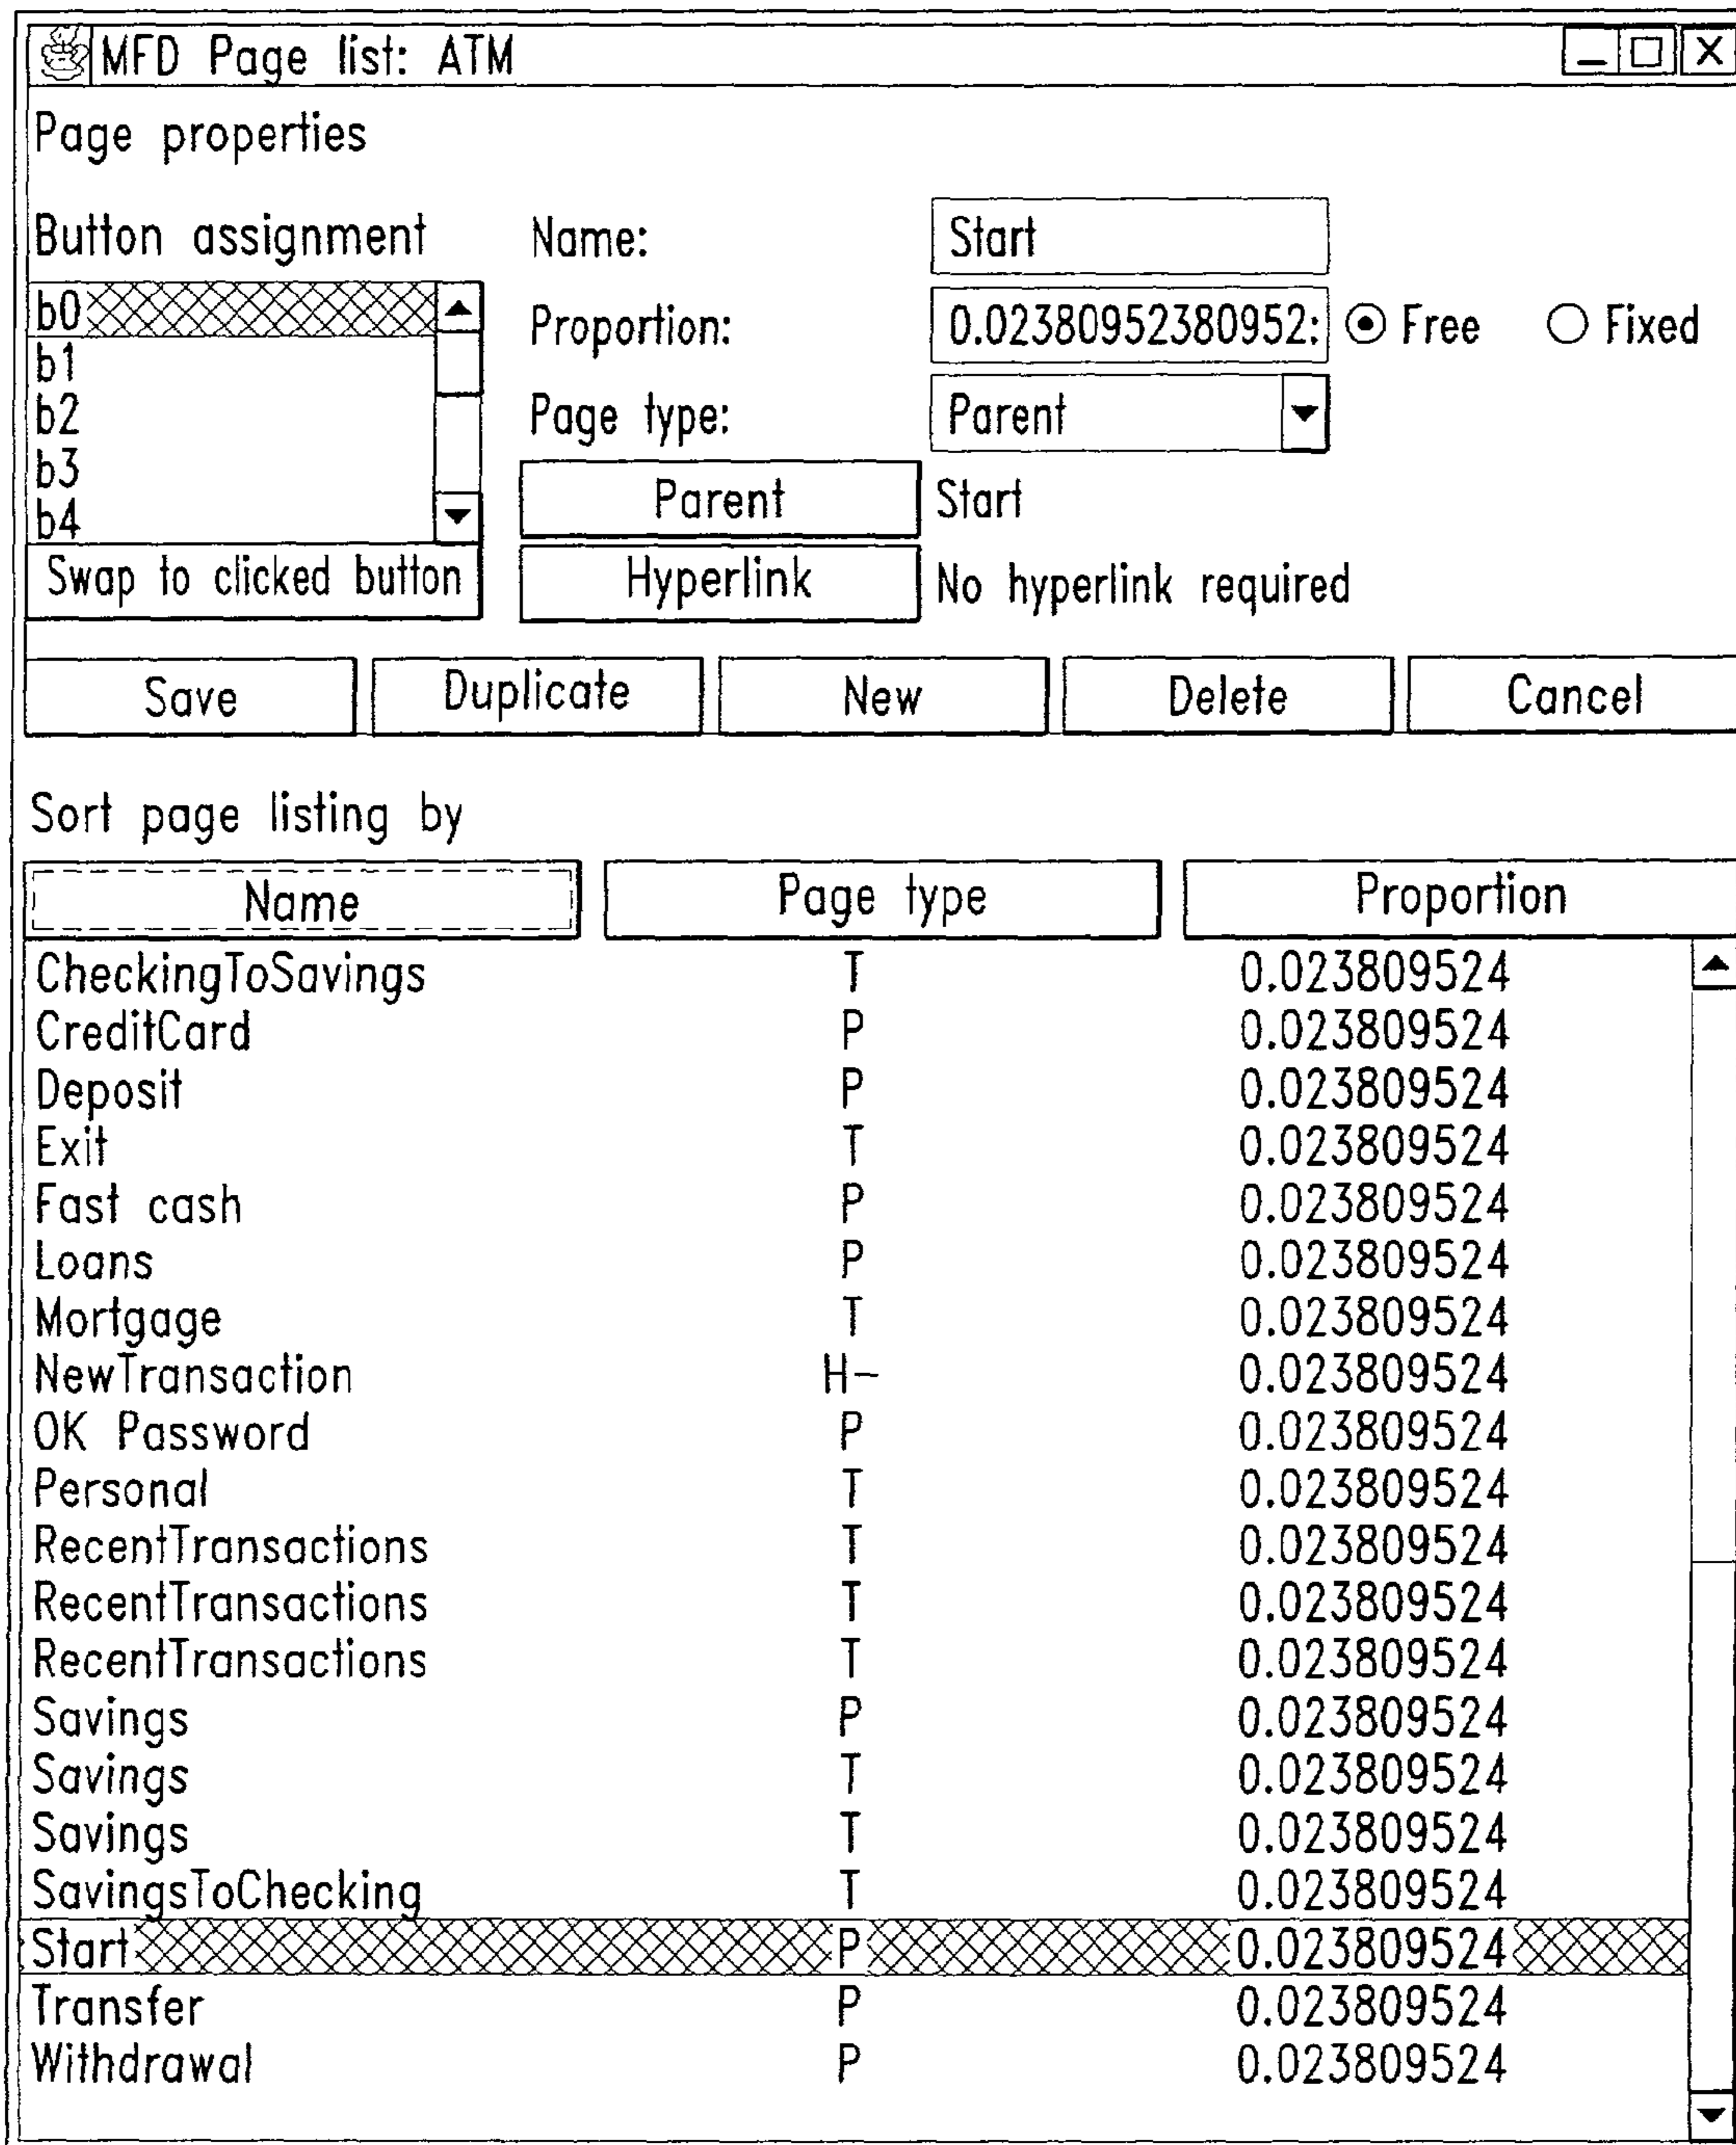 MFD Page list: ATM
Page properties
Button assignment
b0
b1
b2
b3
b4
Swap to clicked button
Name: Start
Proportion: 0.02380952380952: Free Fixed
Page type: Parent
Parent Start
Hyperlink No hyperlink required
Save Duplicate New Delete Cancel
Sort page listing by
Name Page type Proportion
CheckingToSavings T 0.023809524
CreditCard P 0.023809524
Deposit P 0.023809524
Exit T 0.023809524
Fast cash P 0.023809524
Loans P 0.023809524
Mortgage T 0.023809524
NewTransaction H- 0.023809524
OK Password P 0.023809524
Personal T 0.023809524
RecentTransactions T 0.023809524
RecentTransactions T 0.023809524
RecentTransactions T 0.023809524
Savings P 0.023809524
Savings T 0.023809524
Savings T 0.023809524
SavingsToChecking T 0.023809524
Start P 0.023809524
Transfer P 0.023809524
Withdrawal P 0.023809524